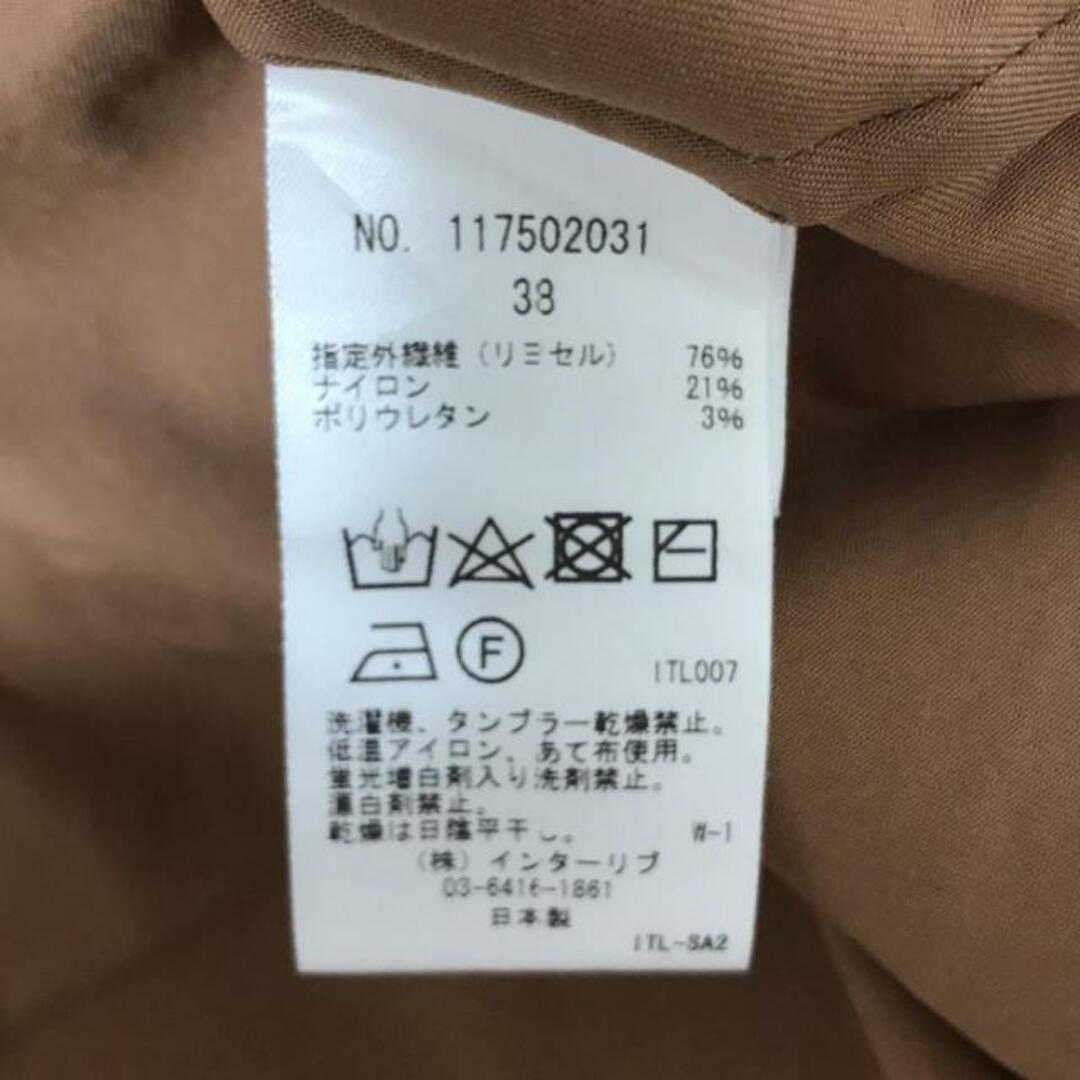 NO. 117502031
38
指定外繊維（リヨセル） 76%
ナイロン 21%
ポリウレタン 3%
F
ITL007
洗濯機、タンブラー乾燥禁止。
低温アイロン、あて布使用。
蛍光増白剤入り洗剤禁止。
漂白剤禁止。
乾燥は日陰平干し。 W-1
（株）インターリブ
03-6416-1861
日本製
ITL-SA2